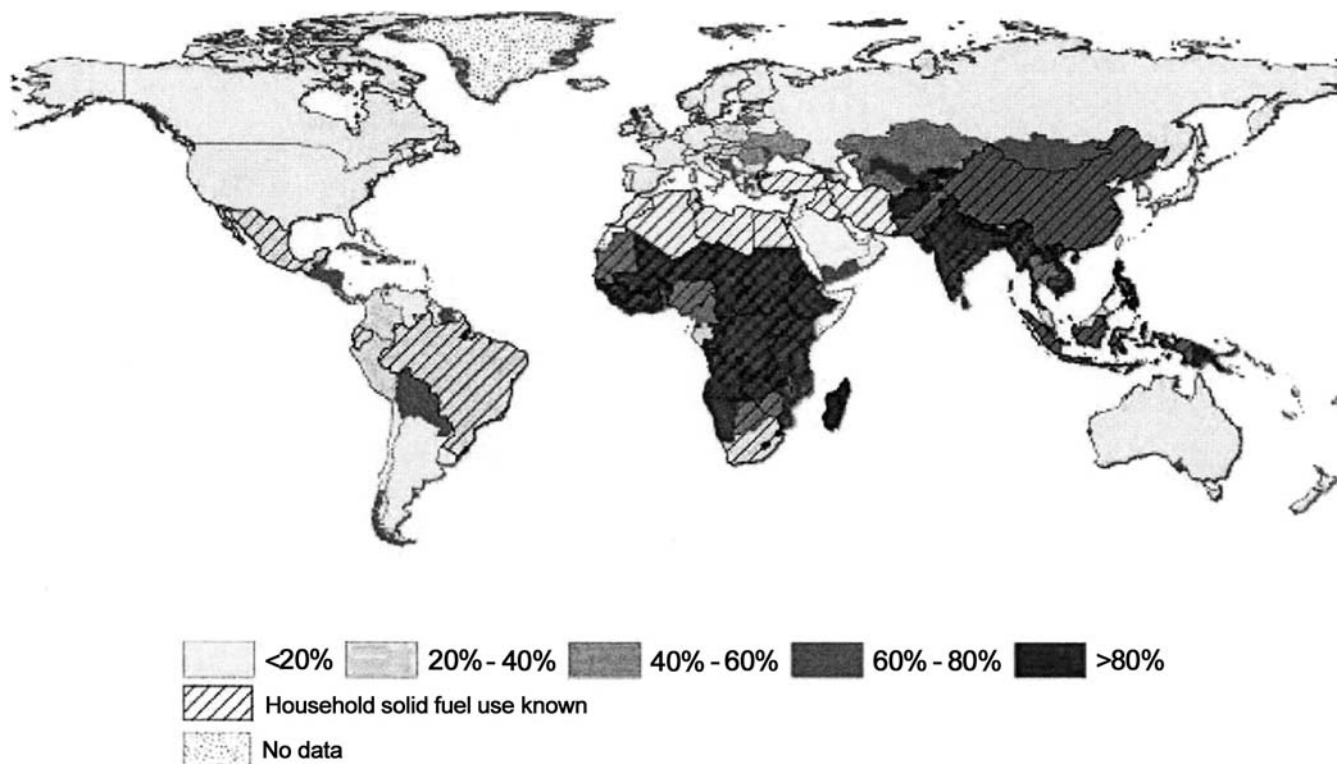 <20% 20% - 40% 40% - 60% 60% - 80% >80%
Household solid fuel use known
No data